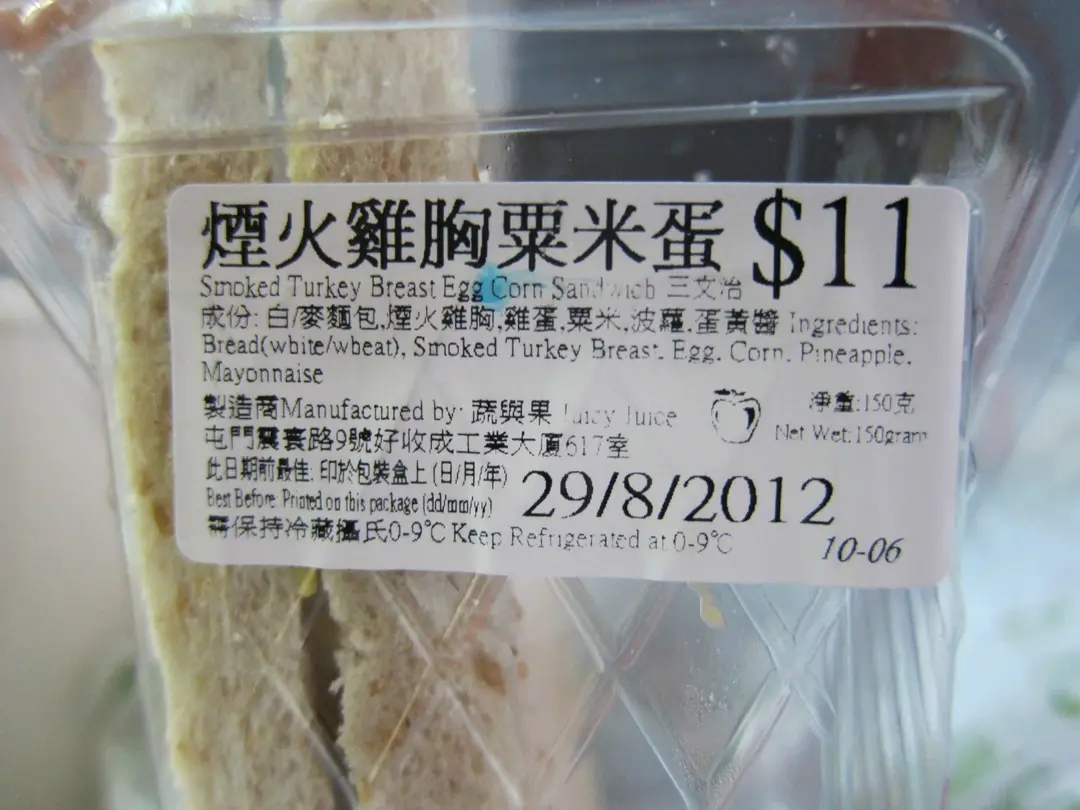 煙火雞胸粟米蛋 $11
Smoked Turkey Breast Egg Corn Sandwich 三文治
成份: 白/麥麵包,煙火雞胸,雞蛋,粟米,波蘿,蛋黃醬 Ingredients:
Bread(white/wheat), Smoked Turkey Breast, Egg, Corn, Pineapple,
Mayonnaise
製造商Manufactured by: 蔬與果 Juicy Juice
屯門震寰路9號好收成工業大廈617室
淨重:150克
Net Wet:150gram
此日期前最佳: 印於包裝盒上 (日/月/年)
Best Before: Printed on this package (dd/mm/yy)
29/8/2012
需保持冷藏攝氏0-9℃ Keep Refrigerated at 0-9℃
10-06